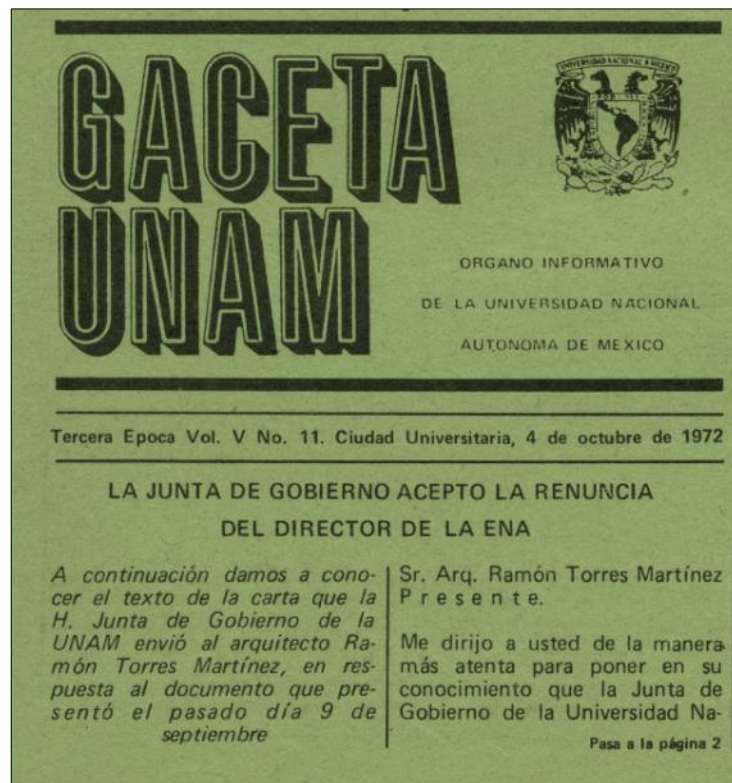 GACETA
UNAM
ORGANO INFORMATIVO
DE LA UNIVERSIDAD NACIONAL
AUTONOMA DE MEXICO
Tercera Epoca Vol. V No. 11. Ciudad Universitaria, 4 de octubre de 1972
LA JUNTA DE GOBIERNO ACEPTO LA RENUNCIA
DEL DIRECTOR DE LA ENA
A continuación damos a cono-
cer el texto de la carta que la
H. Junta de Gobierno de la
UNAM envió al arquitecto Ra-
món Torres Martínez, en res-
puesta al documento que pre-
sentó el pasado día 9 de
septiembre
Sr. Arq. Ramón Torres Martínez
Presente.
Me dirijo a usted de la manera
más atenta para poner en su
conocimiento que la Junta de
Gobierno de la Universidad Na-
Pasa a la página 2